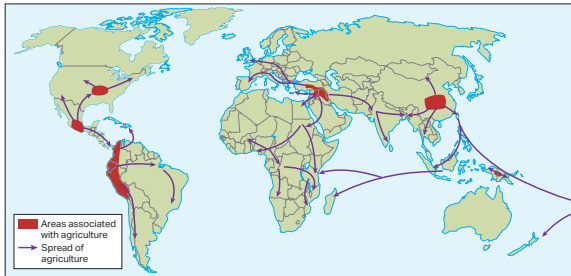 Areas associated
with agriculture
Spread of
agriculture